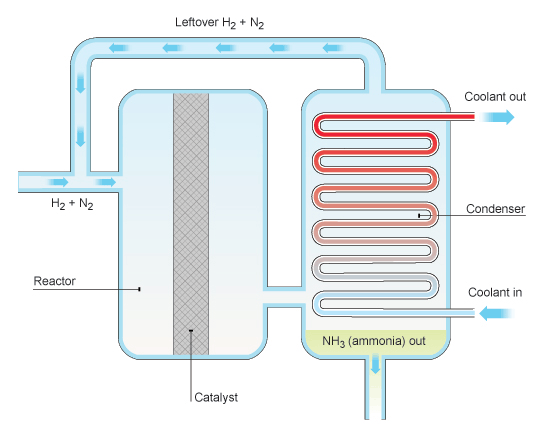 Leftover H₂ + N₂
Coolant out
H₂ + N₂
Condenser
Reactor
Coolant in
NH₃ (ammonia) out
Catalyst